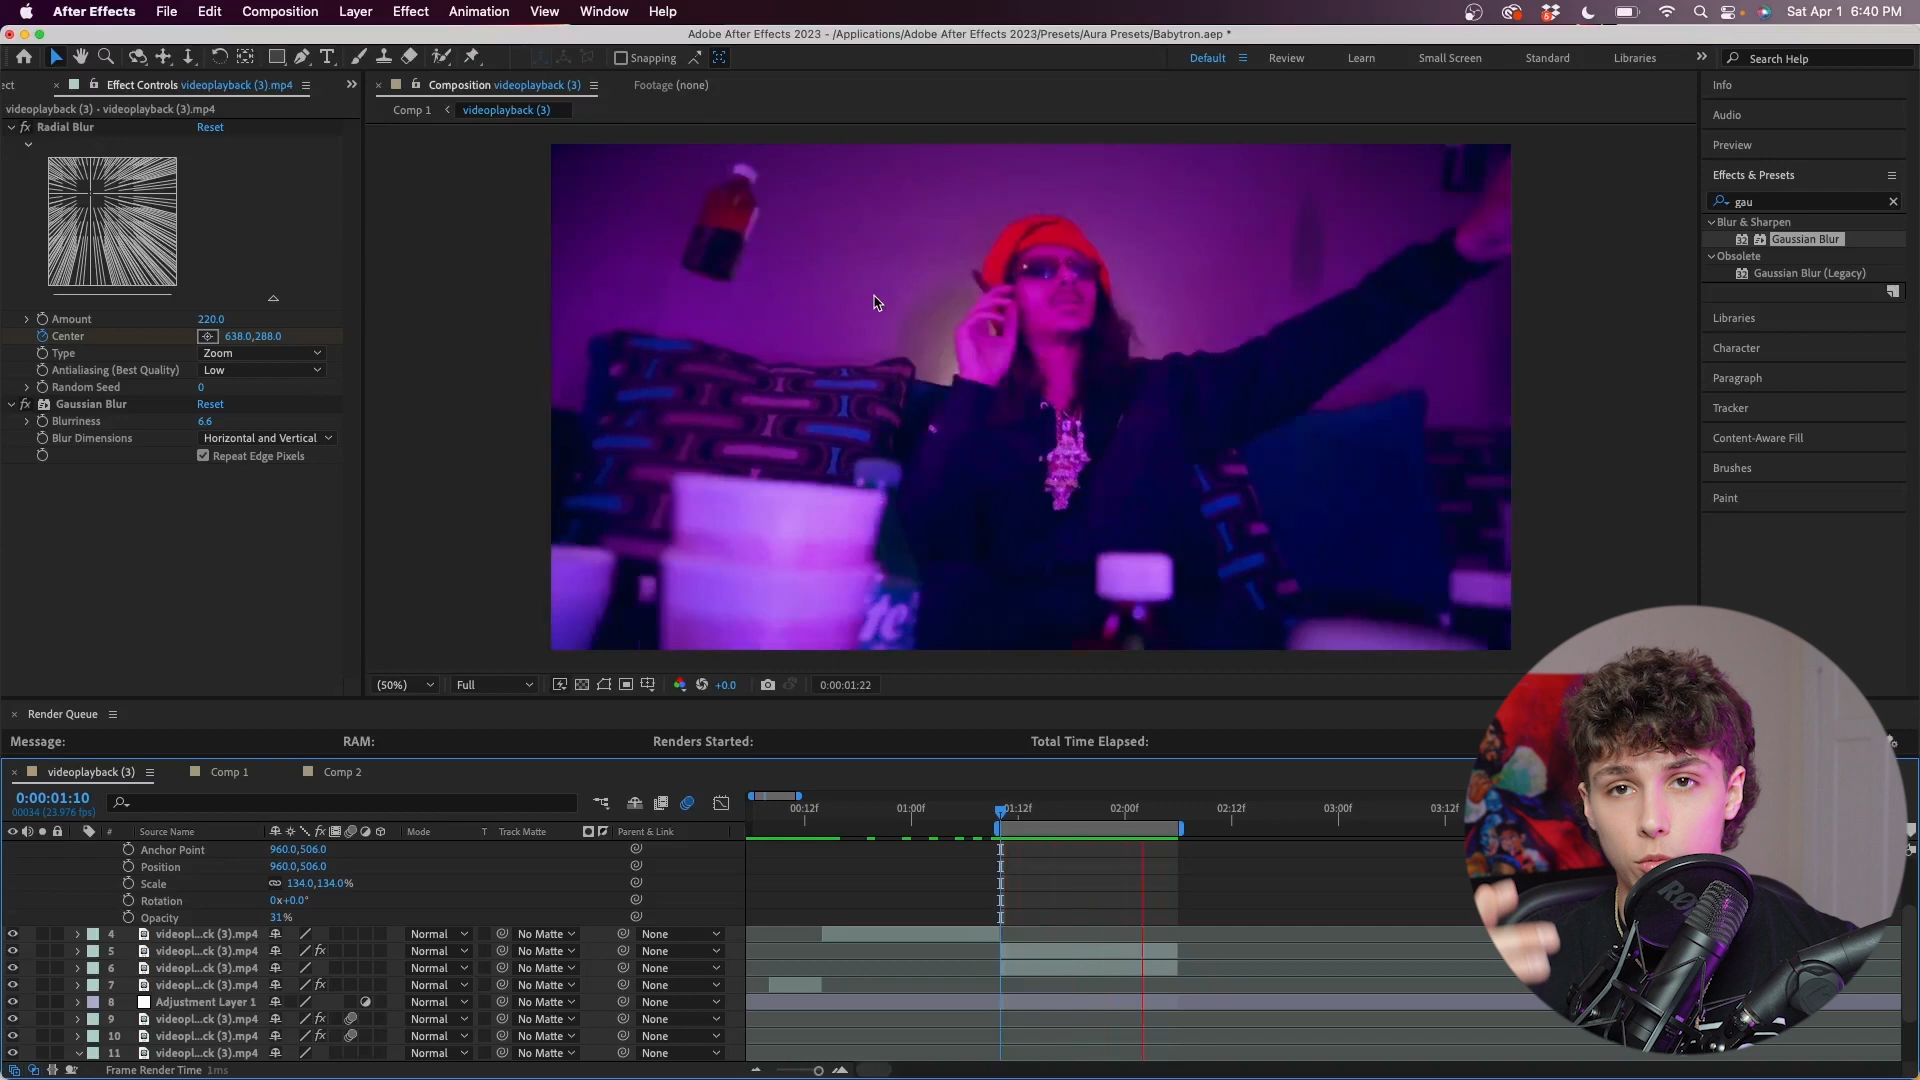 After Effects File Edit Composition Layer Effect Animation View Window Help Sat Apr 1 6:40 PM
Adobe After Effects 2023 - /Applications/Adobe After Effects 2023/Presets/Aura Presets/Babytron.aep *
Snapping Default Review Learn Small Screen Standard Libraries Search Help
ect Effect Controls videoplayback (3).mp4 Composition videoplayback (3) Footage (none) Info
videoplayback (3) · videoplayback (3).mp4 Comp 1 videoplayback (3) Audio
Radial Blur Reset
Preview
Effects & Presets
gau
Blur & Sharpen
32 Gaussian Blur
Obsolete
32 Gaussian Blur (Legacy)
Amount 220.0 Libraries
Center 638.0,288.0
Type Zoom Character
Antialiasing (Best Quality) Low
Random Seed 0 Paragraph
Gaussian Blur Reset Tracker
Blurriness 6.6
Blur Dimensions Horizontal and Vertical Content-Aware Fill
Repeat Edge Pixels
Brushes
Paint
te'
(50%) Full +0.0 0:00:01:22
Render Queue
Message: RAM: Renders Started: Total Time Elapsed:
videoplayback (3) Comp 1 Comp 2
0:00:01:10
00034 (23.976 fps)
00:12f 01:00f 01:12f 02:00f 02:12f 03:00f 03:12f
# Source Name Mode T Track Matte Parent & Link
Anchor Point 960.0,506.0
Position 960.0,506.0
Scale 134.0,134.0%
Rotation 0x+0.0°
Opacity 31%
4 videopl...ck (3).mp4 Normal No Matte None
5 videopl...ck (3).mp4 fx Normal No Matte None
6 videopl...ck (3).mp4 Normal No Matte None
7 videopl...ck (3).mp4 fx Normal No Matte None
8 Adjustment Layer 1 Normal No Matte None
9 videopl...ck (3).mp4 fx Normal No Matte None
10 videopl...ck (3).mp4 fx Normal No Matte None
11 videopl...ck (3).mp4 Normal No Matte None
Frame Render Time 1ms
RØDE